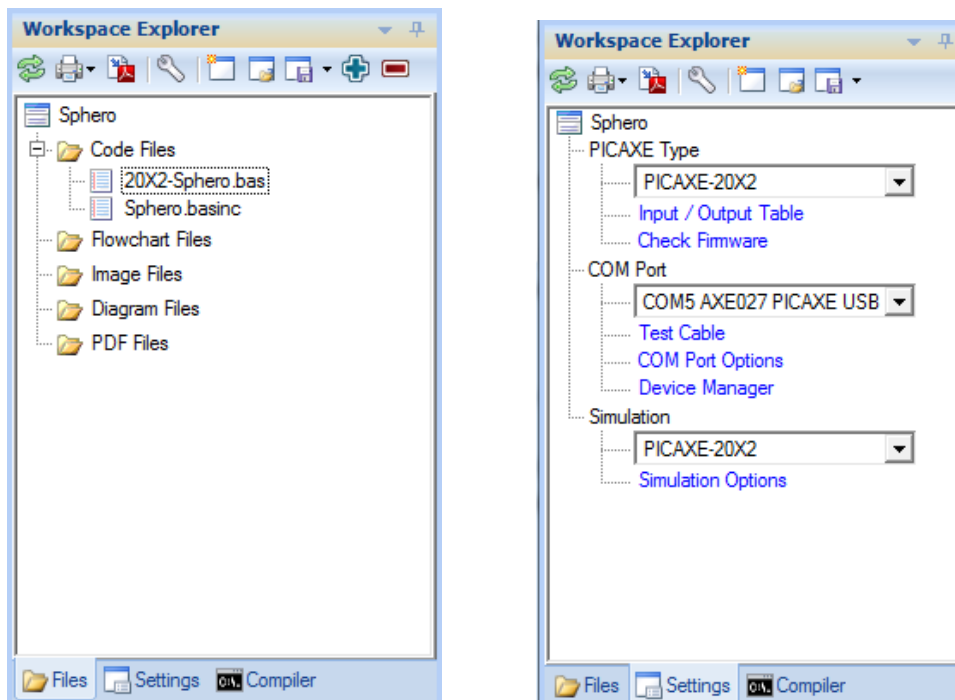 Workspace Explorer
Sphero
Code Files
20X2-Sphero.bas
Sphero.basinc
Flowchart Files
Image Files
Diagram Files
PDF Files
Files Settings Compiler
Workspace Explorer
Sphero
PICAXE Type
PICAXE-20X2
Input / Output Table
Check Firmware
COM Port
COM5 AXE027 PICAXE USB
Test Cable
COM Port Options
Device Manager
Simulation
PICAXE-20X2
Simulation Options
Files Settings Compiler